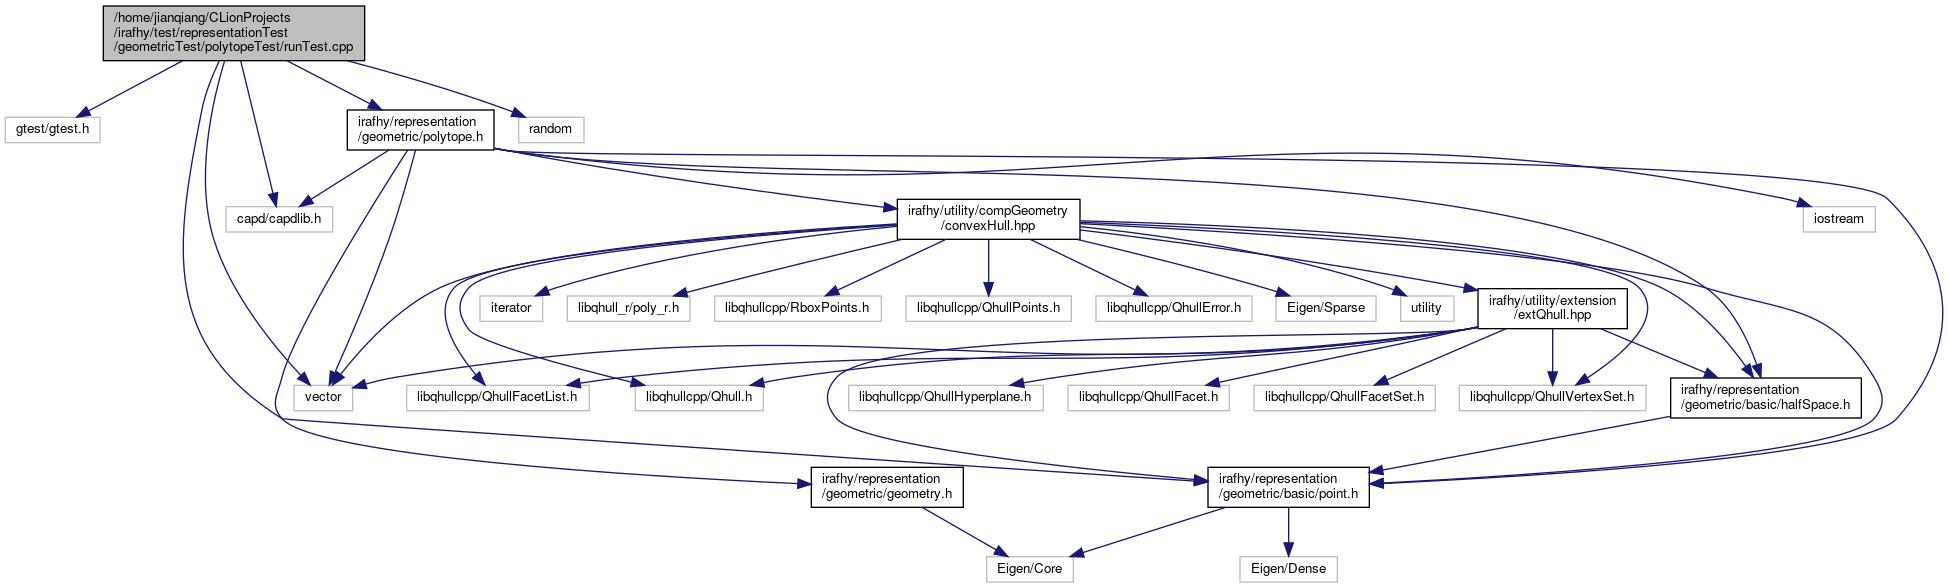 /home/jianqiang/CLionProjects
/irafhy/test/representationTest
/geometricTest/polytopeTest/runTest.cpp
gtest/gtest.h
irafhy/representation
/geometric/polytope.h
random
capd/capdlib.h
irafhy/utility/compGeometry
/convexHull.hpp
iostream
iterator
libqhull_r/poly_r.h
libqhullcpp/RboxPoints.h
libqhullcpp/QhullPoints.h
libqhullcpp/QhullError.h
Eigen/Sparse
utility
irafhy/utility/extension
/extQhull.hpp
vector
libqhullcpp/QhullFacetList.h
libqhullcpp/Qhull.h
libqhullcpp/QhullHyperplane.h
libqhullcpp/QhullFacet.h
libqhullcpp/QhullFacetSet.h
libqhullcpp/QhullVertexSet.h
irafhy/representation
/geometric/basic/halfSpace.h
irafhy/representation
/geometric/geometry.h
irafhy/representation
/geometric/basic/point.h
Eigen/Core
Eigen/Dense